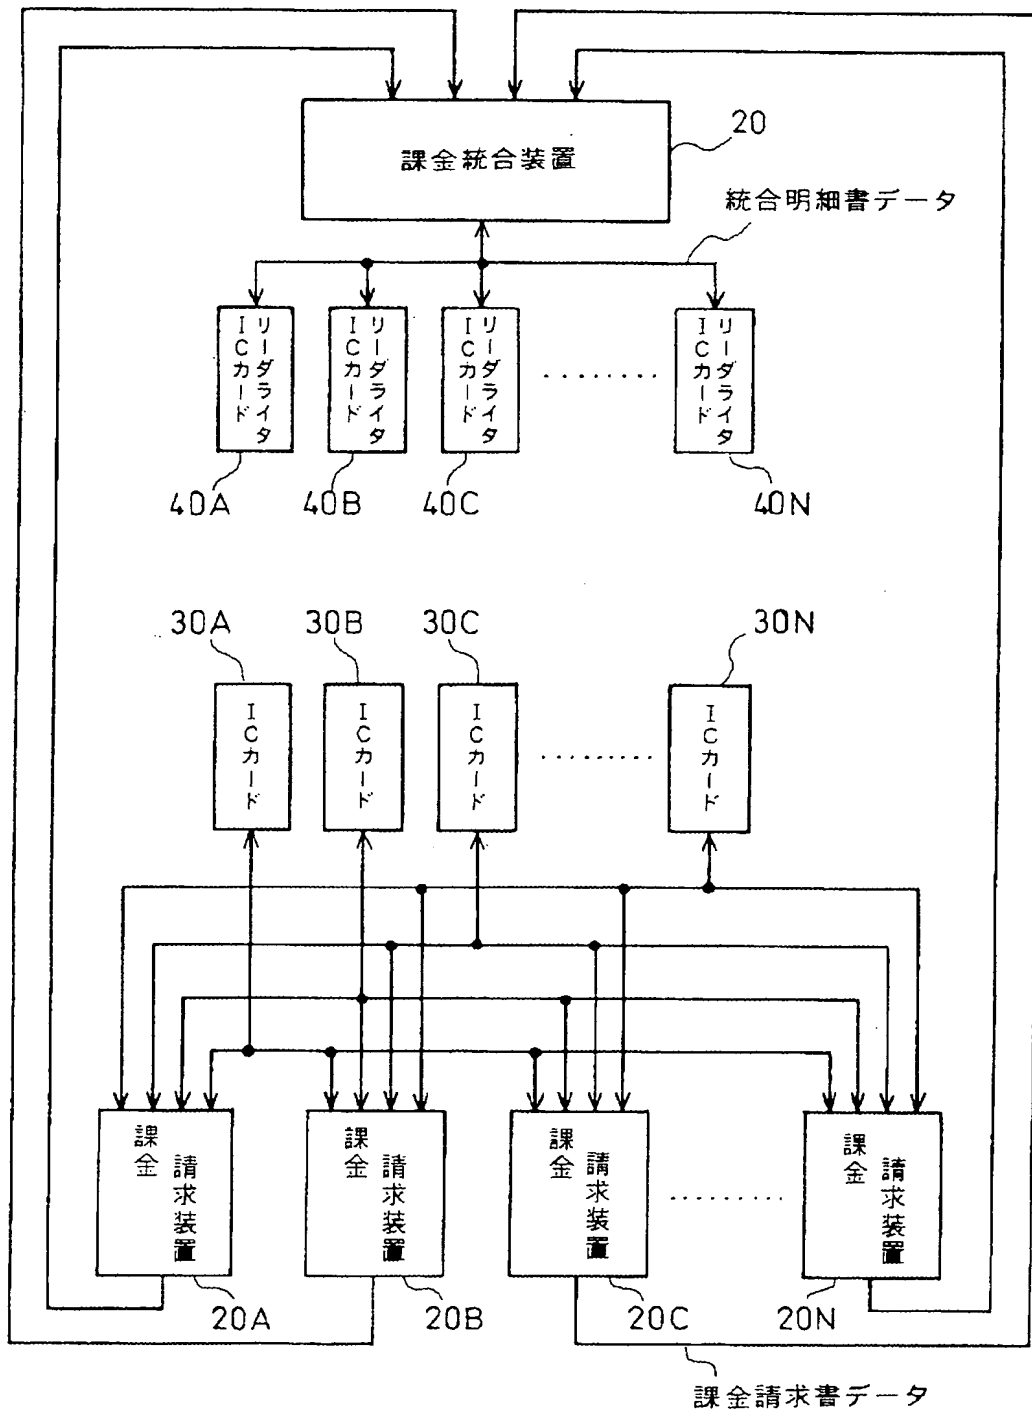 課金統合装置
20
統合明細書データ
ICカード
リーダライタ
ICカード
リーダライタ
ICカード
リーダライタ
ICカード
リーダライタ
40A
40B
40C
40N
30A
30B
30C
30N
ICカード
ICカード
ICカード
ICカード
課金
請求装置
課金
請求装置
課金
請求装置
課金
請求装置
20A
20B
20C
20N
課金請求書データ